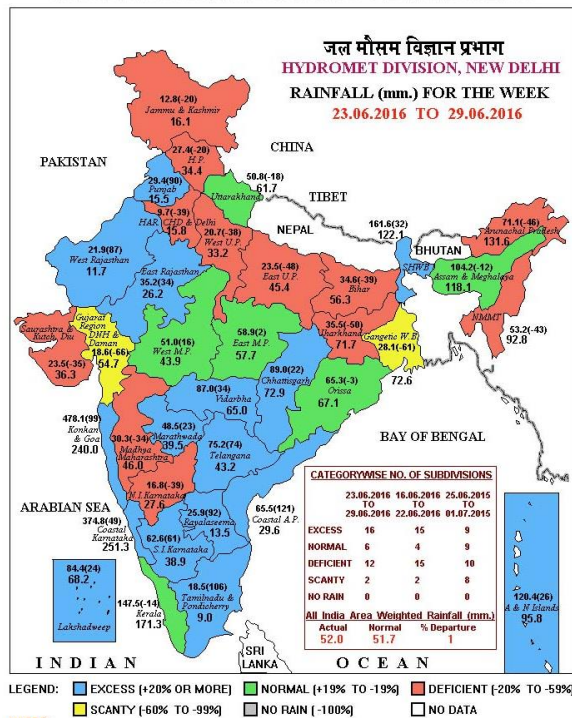 जल मौसम विज्ञान प्रभाग
HYDROMET DIVISION, NEW DELHI
RAINFALL (mm.) FOR THE WEEK
23.06.2016 TO 29.06.2016
12.8(-20)
Jammu & Kashmir
16.1
CHINA
PAKISTAN
27.4(-20)
H.P.
34.4
29.4(90)
Punjab
15.5
50.8(-18)
61.7
Uttarakhand
TIBET
9.7(-39)
HAR. CHD & Delhi
15.8
20.7(-38)
West U.P.
33.2
NEPAL
161.6(32)
122.1
BHUTAN
SHWB
71.1(-46)
Arunachal Pradesh
131.6
104.2(-12)
Assam & Meghalaya
118.1
NMMT
53.2(-43)
92.8
21.9(87)
West Rajasthan
11.7
East Rajasthan
35.2(34)
26.2
23.5(-48)
East U.P.
45.4
34.6(-39)
Bihar
56.3
35.5(-50)
Jharkhand
71.7
Gangetic W.B.
28.1(-61)
72.6
Saurashtra &
Kutch, Diu
23.5(-35)
36.3
Gujarat
Region
DNH &
Daman
18.6(-66)
54.7
51.0(16)
West M.P.
43.9
58.9(2)
East M.P.
57.7
89.0(22)
Chhattisgarh
72.9
65.3(-3)
Orissa
67.1
87.0(34)
Vidarbha
65.0
478.1(99)
Konkan
and Goa
240.0
30.3(-34)
Madhya
Maharashtra
46.0
48.5(23)
Marathwada
39.5
75.2(74)
Telangana
43.2
BAY OF BENGAL
ARABIAN SEA
16.8(-39)
N.I.Karnataka
27.6
25.9(92)
Rayalaseema
13.5
65.5(121)
Coastal A.P.
29.6
374.8(49)
Coastal
Karnataka
251.3
62.6(61)
S.I.Karnataka
38.9
18.5(106)
Tamilnadu &
Pondicherry
9.0
147.5(-14)
Kerala
171.3
84.4(24)
68.2
Lakshadweep
120.4(26)
A & N Islands
95.8
CATEGORYWISE NO. OF SUBDIVISIONS
23.06.2016 16.06.2016 25.06.2015
TO TO TO
29.06.2016 22.06.2016 01.07.2015
EXCESS 16 15 9
NORMAL 6 4 9
DEFICIENT 12 15 10
SCANTY 2 2 8
NO RAIN 0 0 0
All India Area Weighted Rainfall (mm.)
Actual Normal % Departure
52.0 51.7 1
SRI
LANKA
INDIAN OCEAN
LEGEND: EXCESS (+20% OR MORE) NORMAL (+19% TO -19%) DEFICIENT (-20% TO -59%)
SCANTY (-60% TO -99%) NO RAIN (-100%) NO DATA